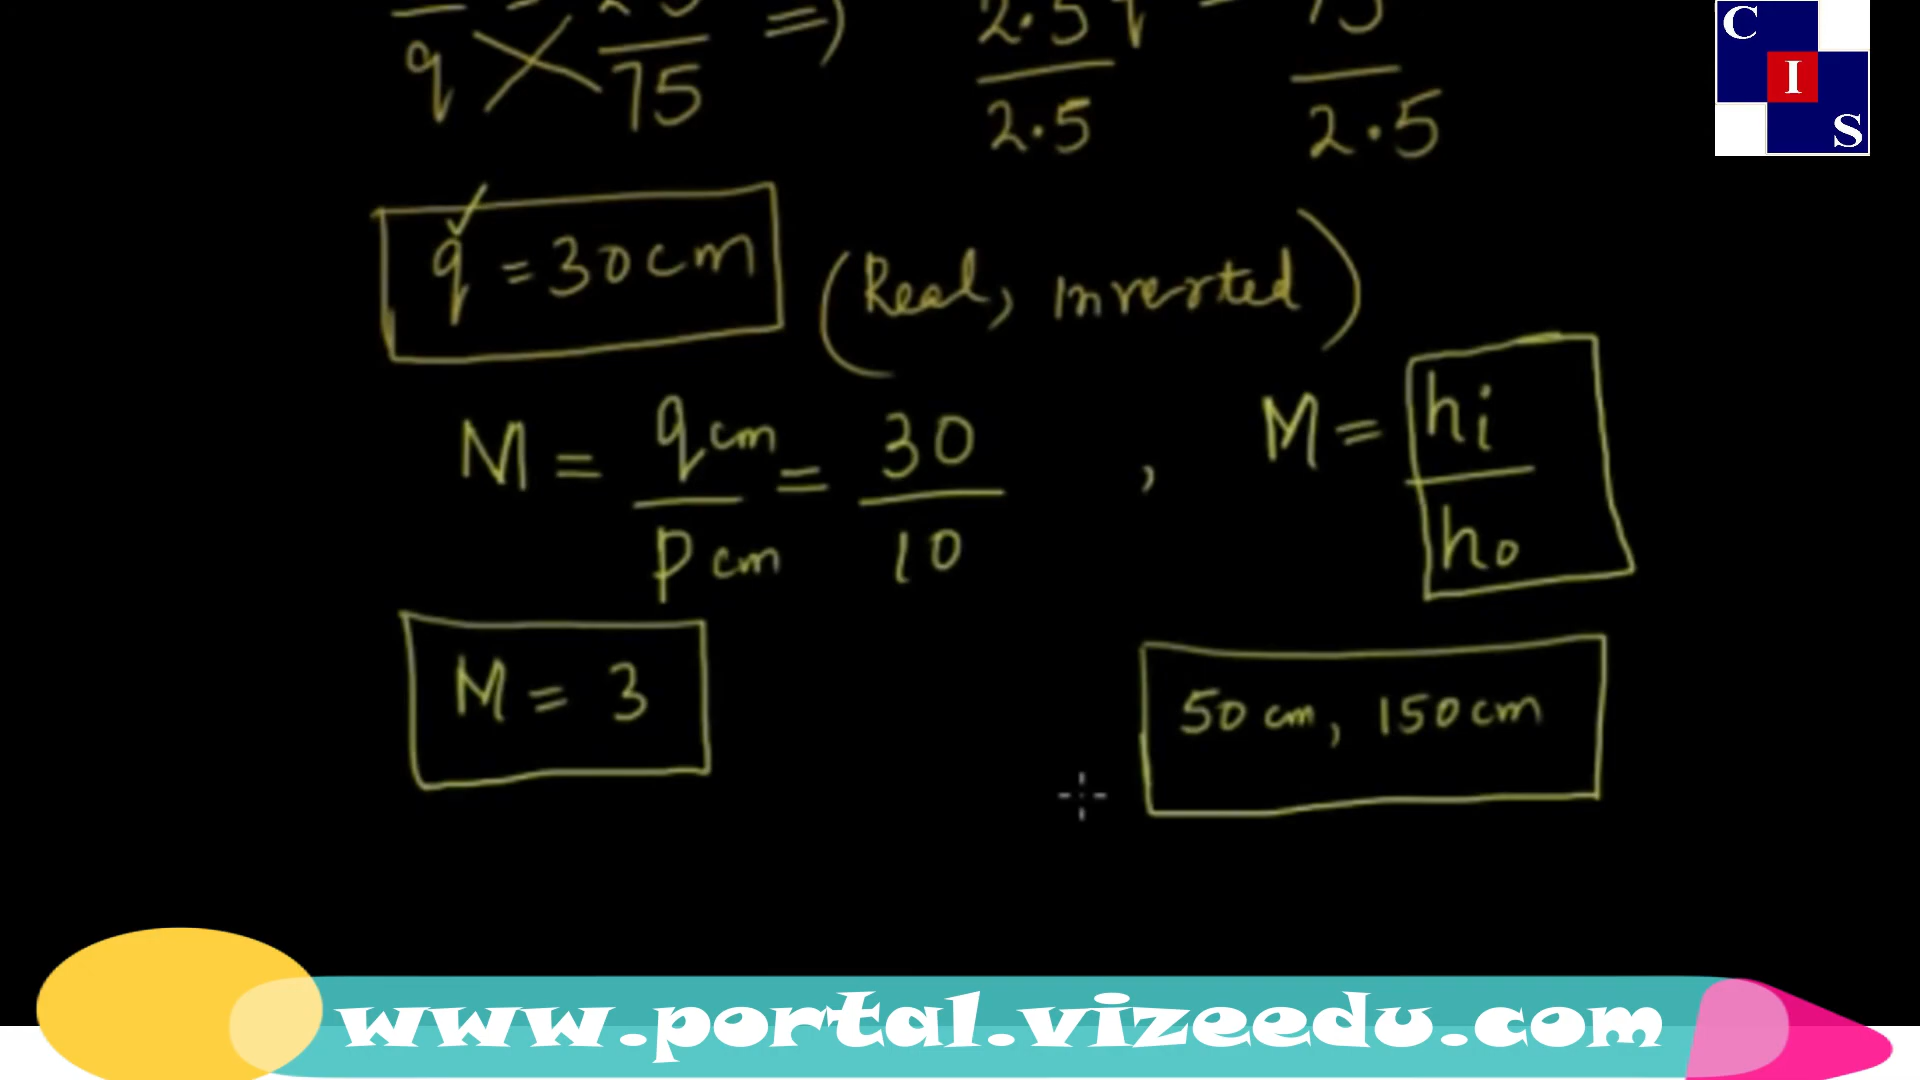 q 75 =>) 2.5 q
2.5 2.5
q = 30cm (Real, Inverted)
M = q cm = 30 , M = hi
p cm 10 ho
M = 3 50 cm, 150 cm
C
I
S
www.portal.vizeedu.com